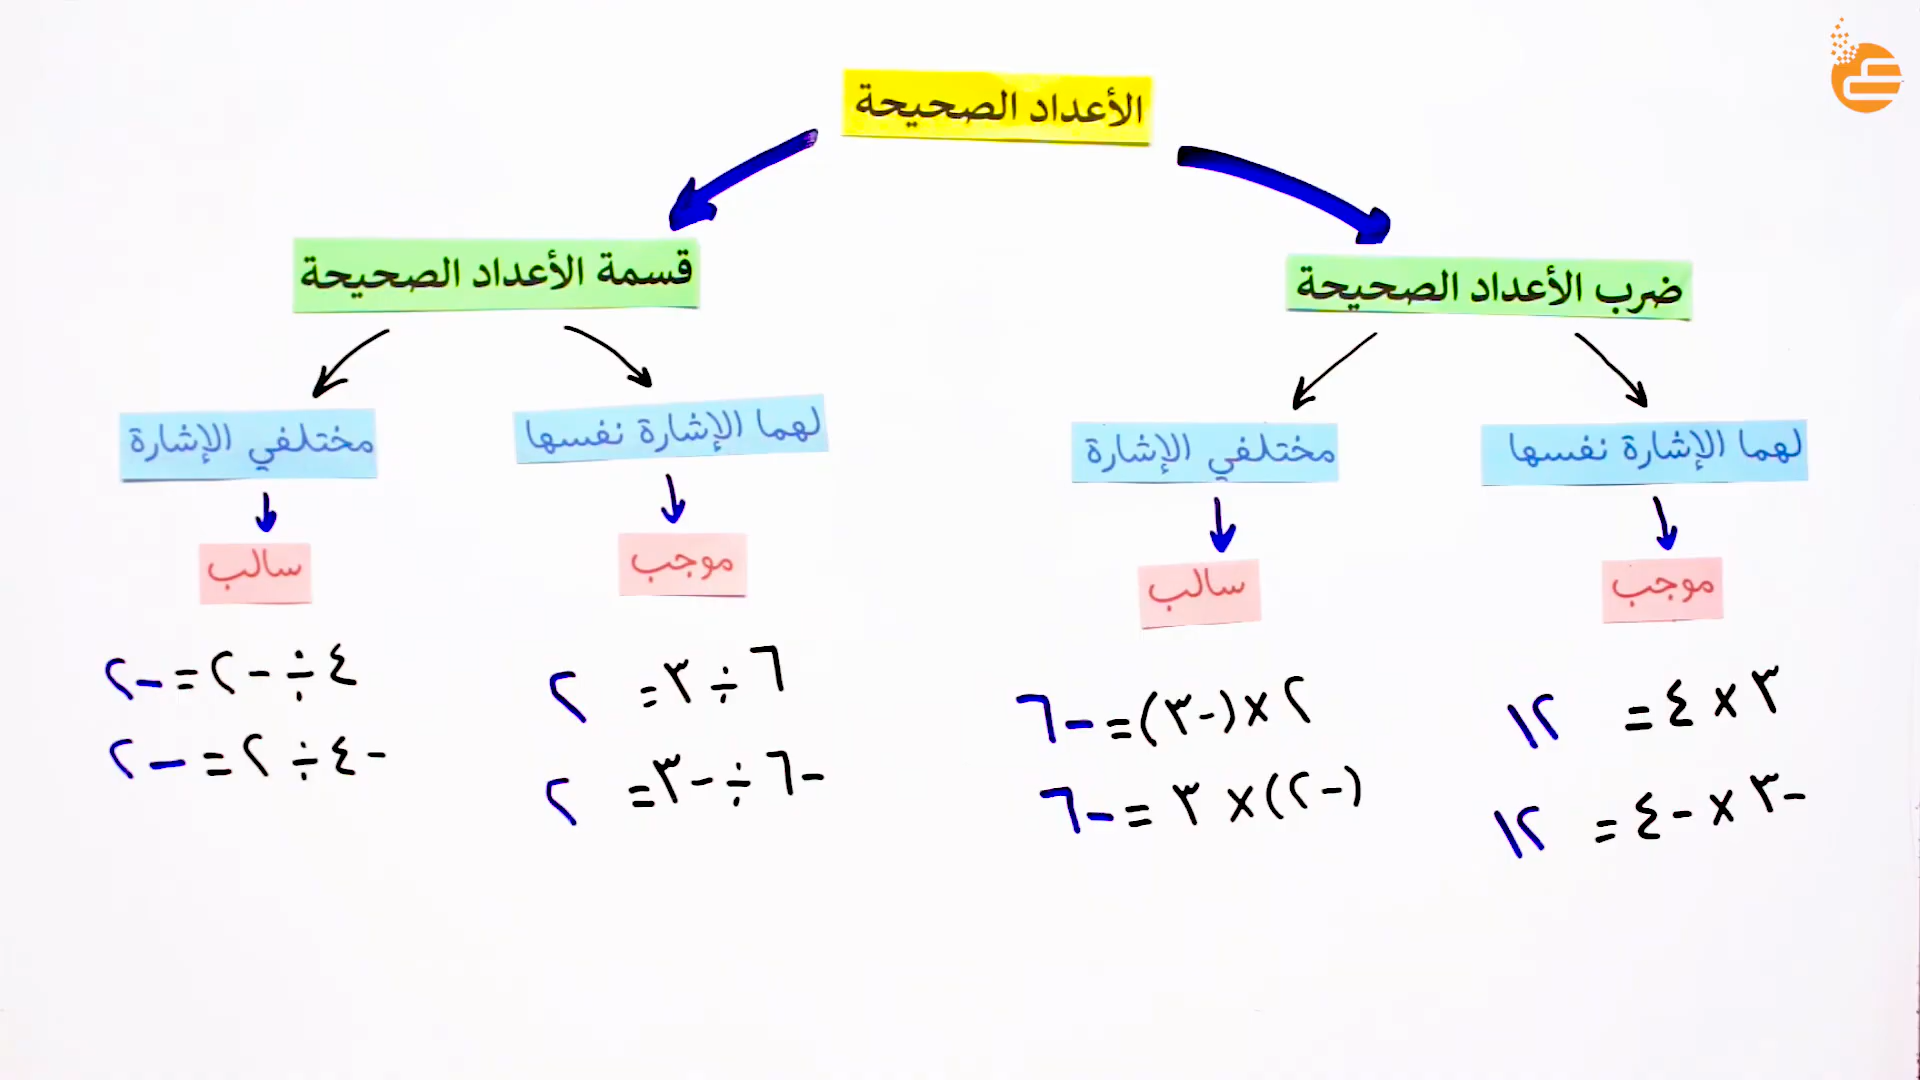 الأعداد الصحيحة
ضرب الأعداد الصحيحة
لهما الإشارة نفسها
موجب
٣ × ٤ = ١٢
-٣ × -٤ = ١٢
مختلفي الإشارة
سالب
٢ × (-٣) = -٦
(-٢) × ٣ = -٦
قسمة الأعداد الصحيحة
لهما الإشارة نفسها
موجب
٦ ÷ ٣ = ٢
-٦ ÷ -٣ = ٢
مختلفي الإشارة
سالب
٤ ÷ -٢ = -٢
-٤ ÷ ٢ = -٢